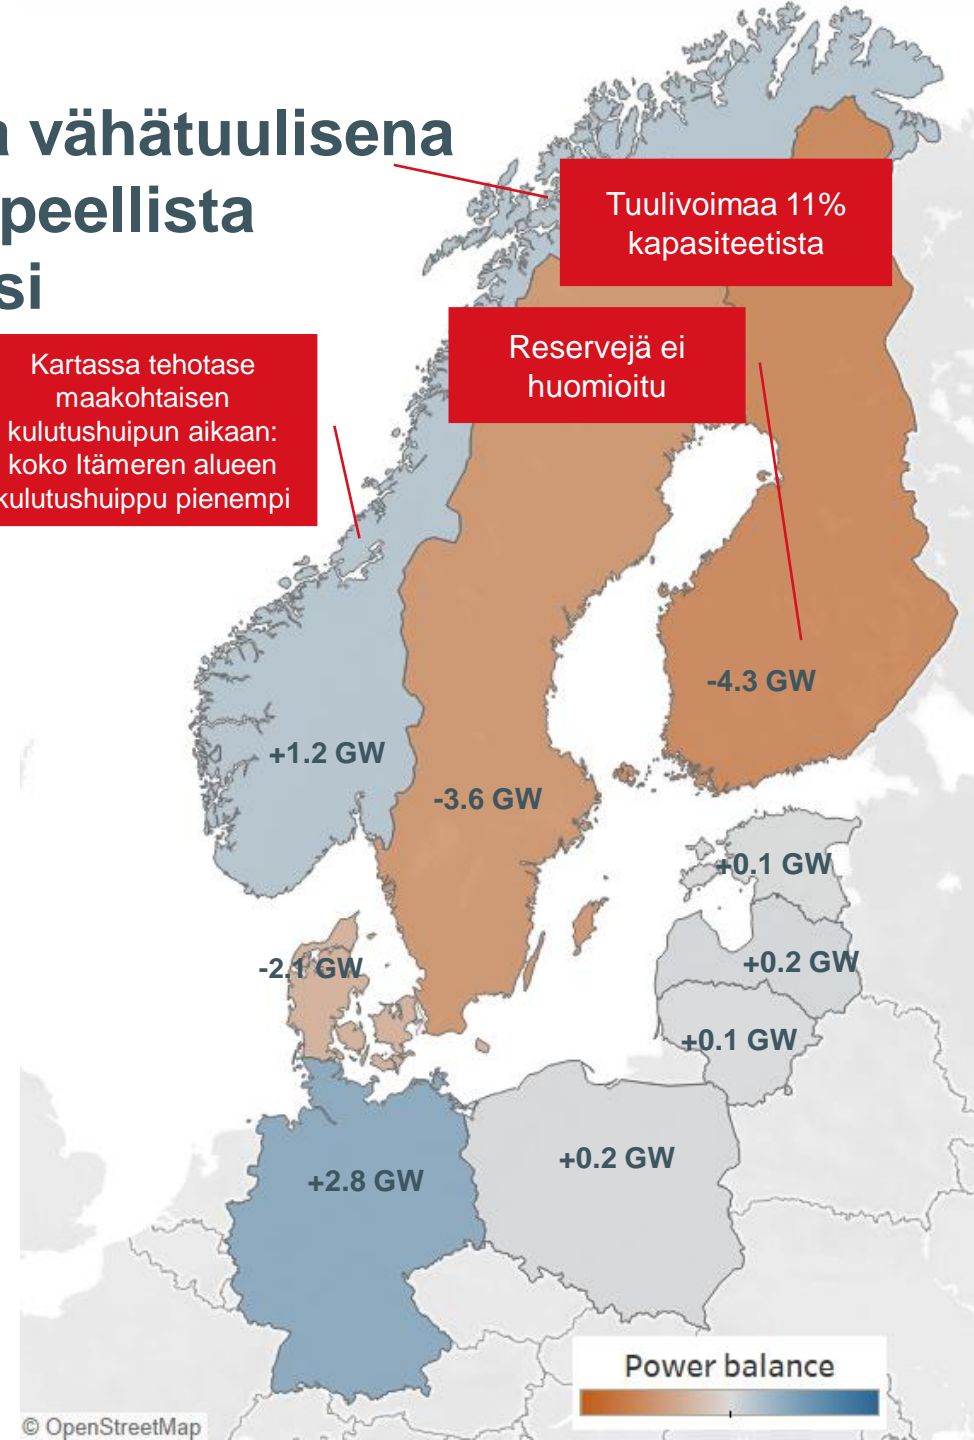 vähätuulisena
Tuulivoimaa 11%
kapasiteetista
Reservejä ei
huomioitu
Kartassa tehotase
maakohtaisen
kulutushuipun aikaan:
koko Itämeren alueen
kulutushuippu pienempi
-4.3 GW
+1.2 GW
-3.6 GW
+0.1 GW
-2.1 GW
+0.2 GW
+0.1 GW
+0.2 GW
+2.8 GW
Power balance
© OpenStreetMap